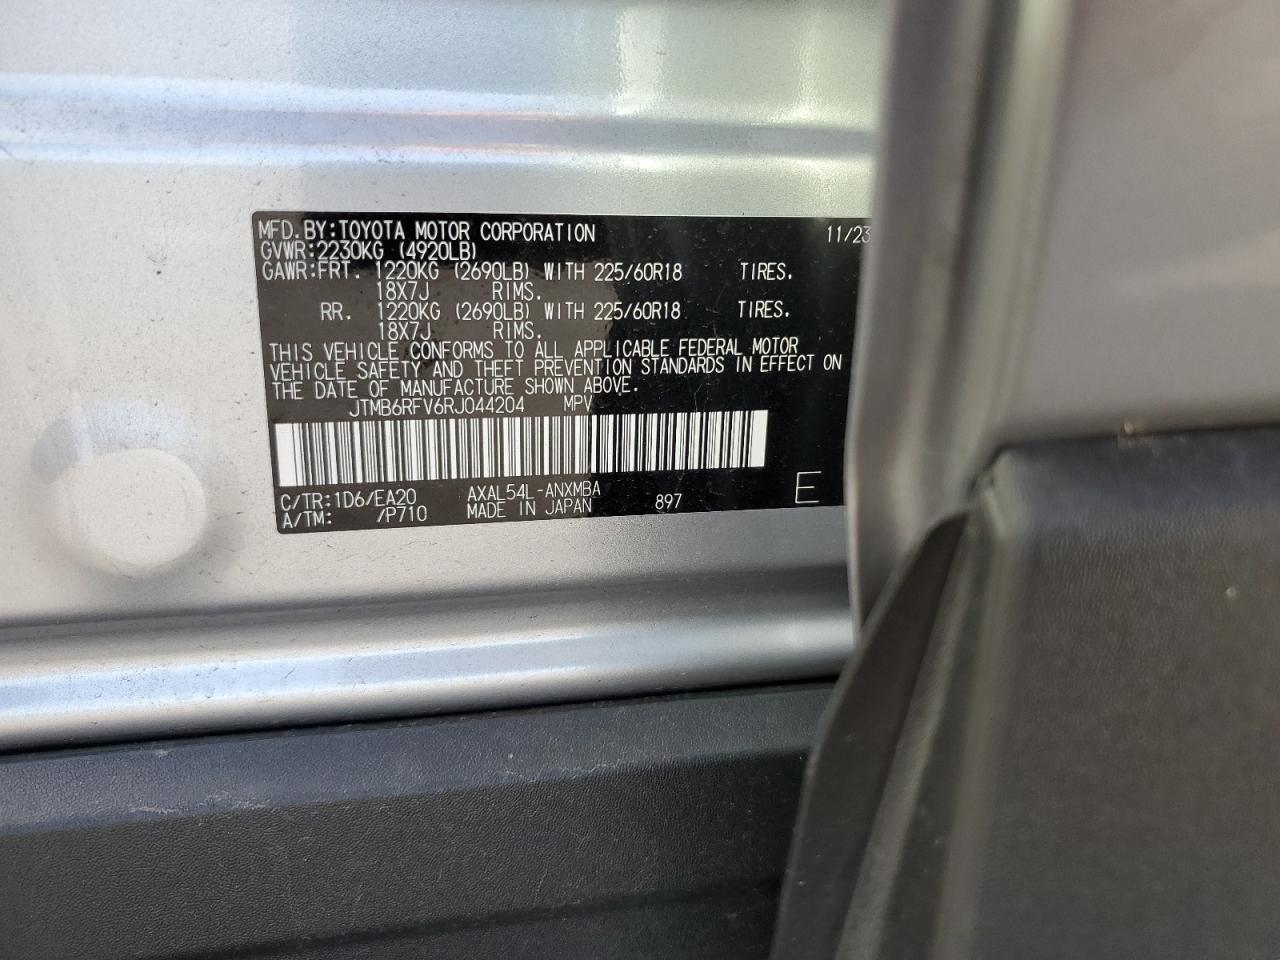 MFD. BY:TOYOTA MOTOR CORPORATION 11/23
GVWR:2230KG (4920LB)
GAWR:FRT. 1220KG (2690LB) WITH 225/60R18 TIRES.
18X7J RIMS.
RR. 1220KG (2690LB) WITH 225/60R18 TIRES.
18X7J RIMS.
THIS VEHICLE CONFORMS TO ALL APPLICABLE FEDERAL MOTOR
VEHICLE SAFETY AND THEFT PREVENTION STANDARDS IN EFFECT ON
THE DATE OF MANUFACTURE SHOWN ABOVE.
JTMB6RFV6RJ044204 MPV
C/TR:1D6/EA20 AXAL54L-ANXMBA
A/TM: /P710 MADE IN JAPAN 897 E